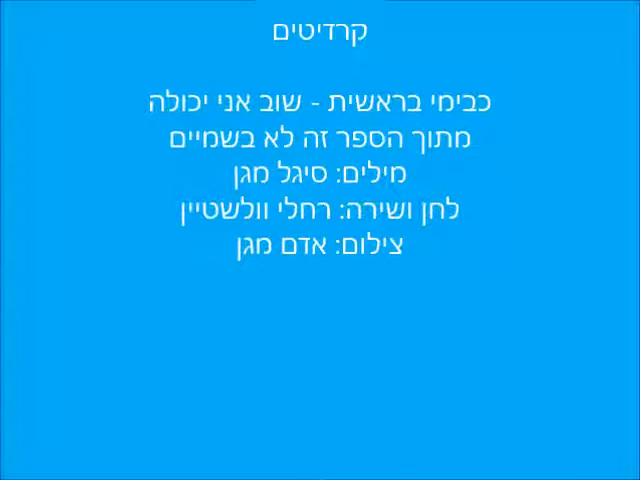 קרדיטים
כבימי בראשית - שוב אני יכולה
מתוך הספר זה לא בשמיים
מילים: סיגל מגן
לחן ושירה: רחלי וולשטיין
צילום: אדם מגן